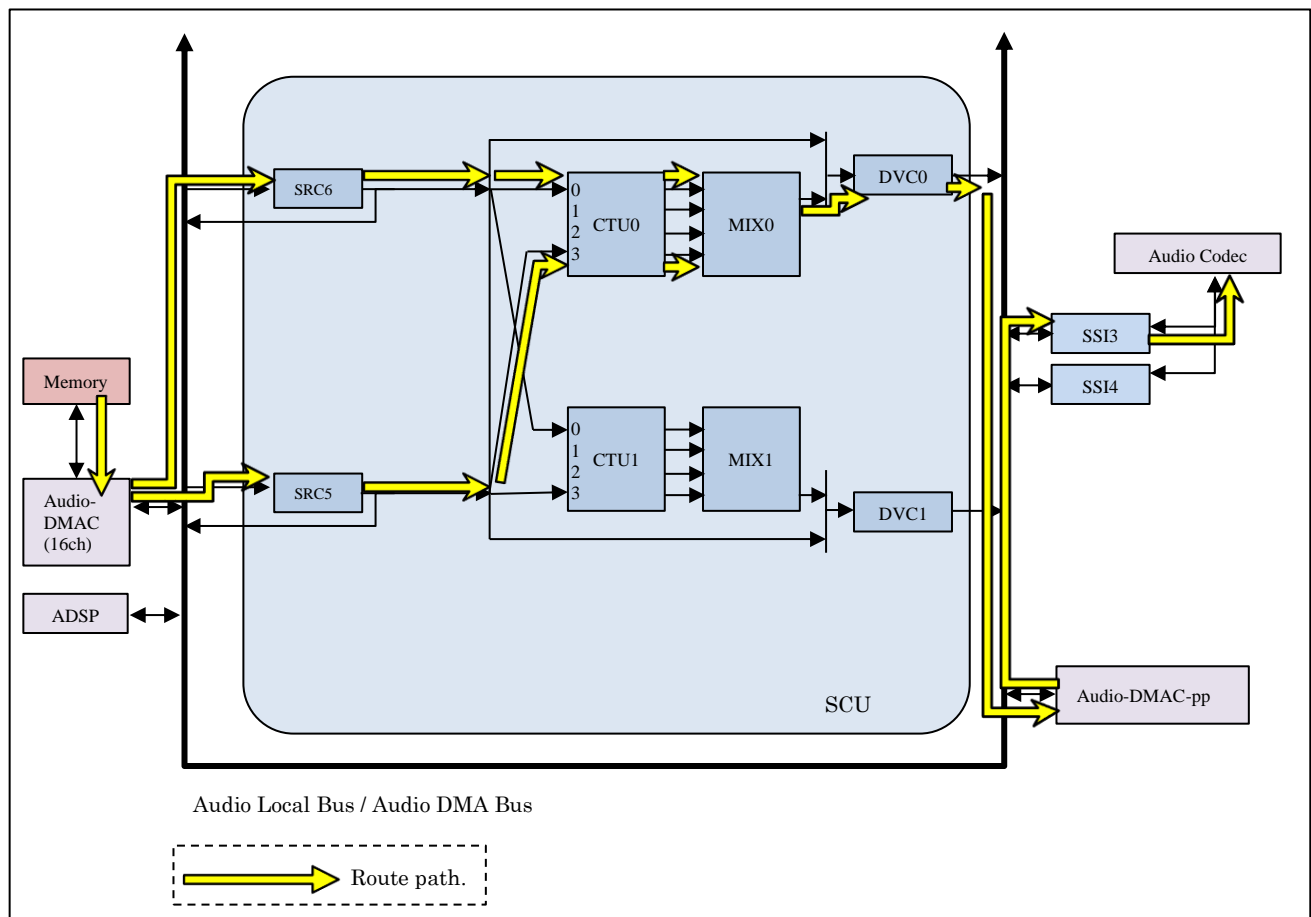 SRC6
0
1
2
3
CTU0
MIX0
DVC0
Audio Codec
SSI3
SSI4
Memory
Audio-
DMAC
(16ch)
SRC5
0
1
2
3
CTU1
MIX1
DVC1
ADSP
SCU
Audio-DMAC-pp
Audio Local Bus / Audio DMA Bus
Route path.